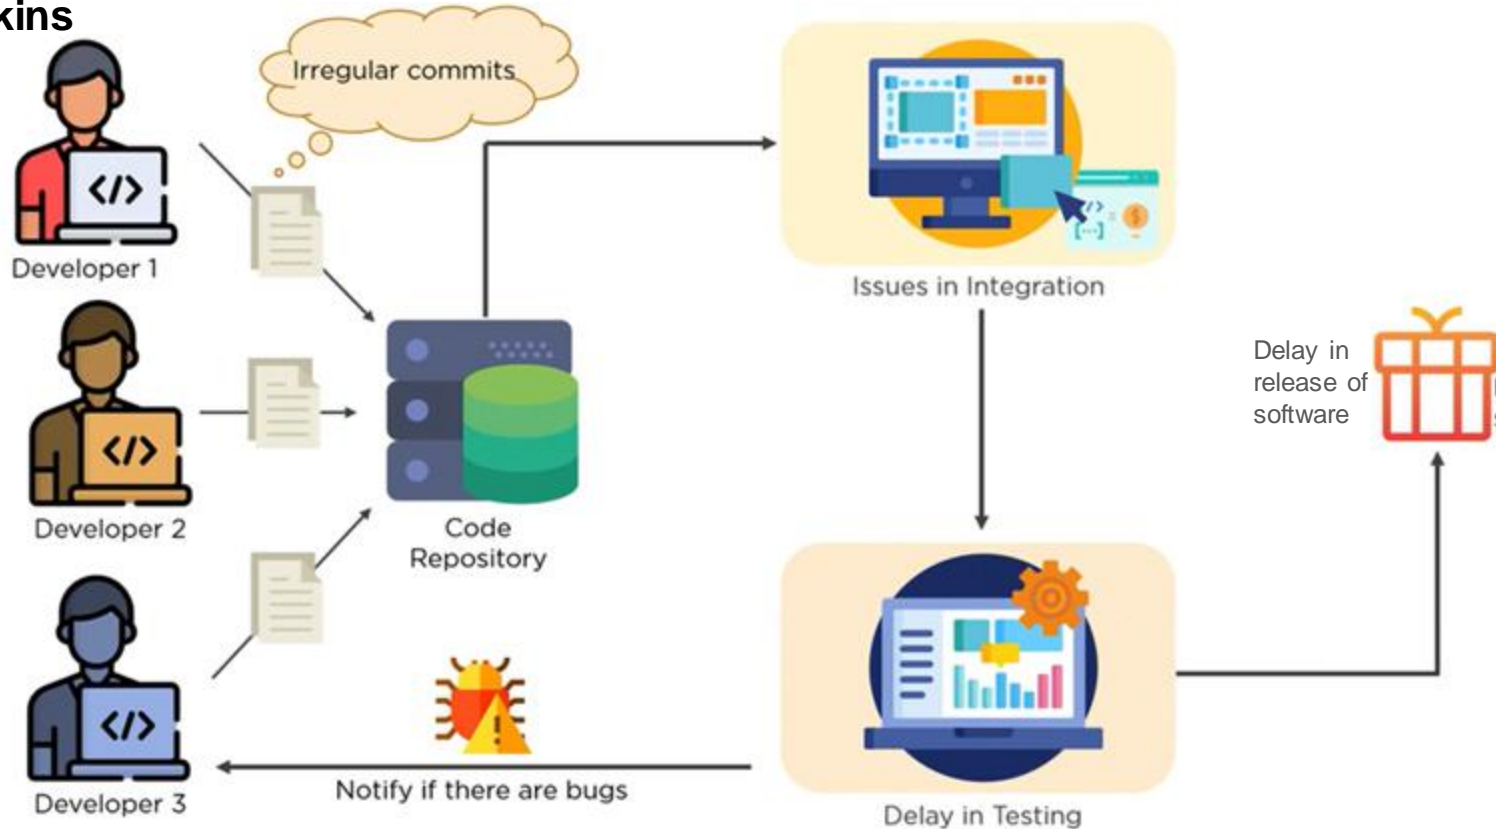 kins
Irregular commits
</>
Developer 1
</>
Developer 2
</>
Developer 3
Code
Repository
Notify if there are bugs
Issues in Integration
Delay in Testing
Delay in
release of
software